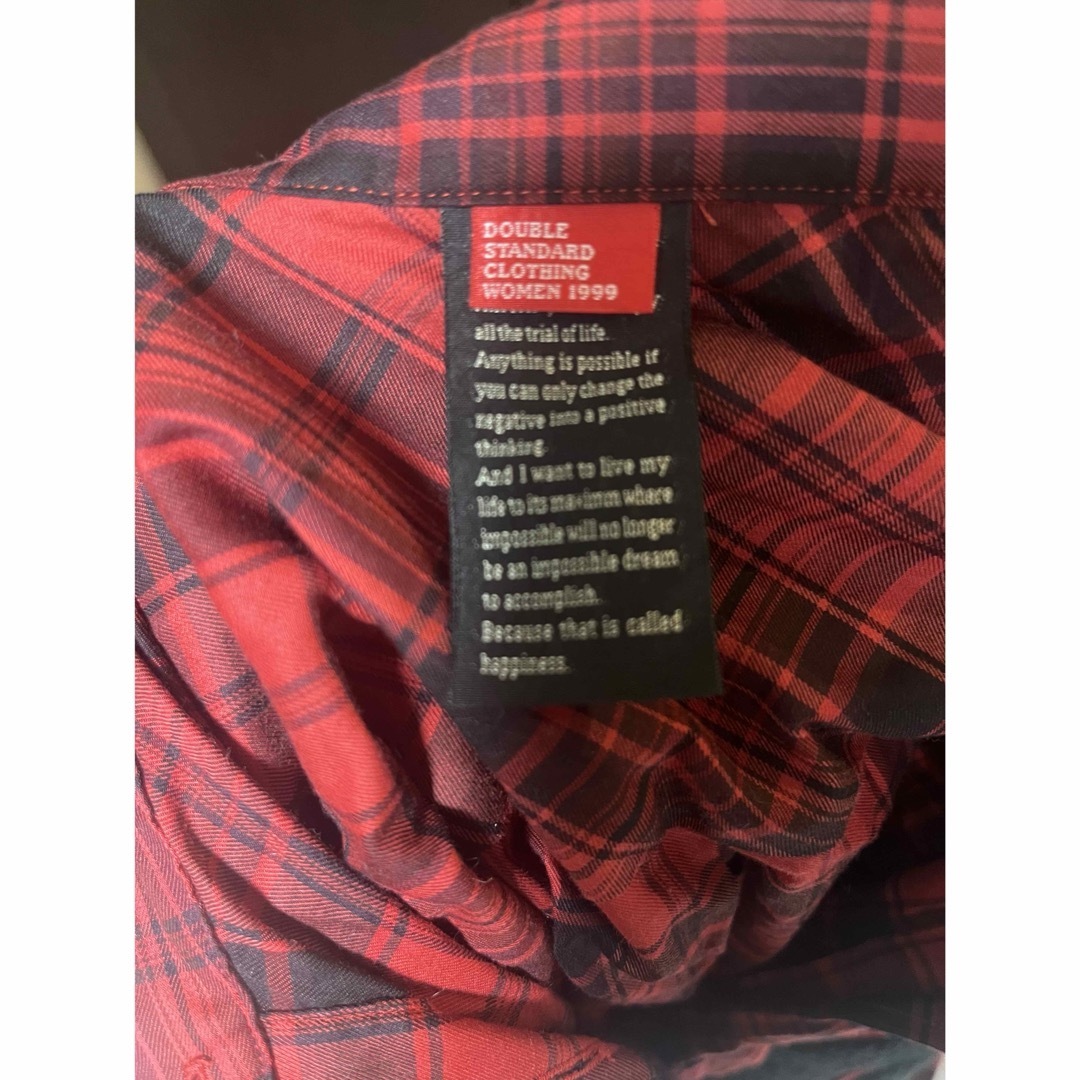 DOUBLE
STANDARD
CLOTHING
WOMEN 1999
all the trial of life.
Anything is possible if
you can only change the
negative into a positive
thinking.
And I want to live my
life to its where
impossible will no longer
be an impossible dream
to accomplish.
Because that is called
happiness.